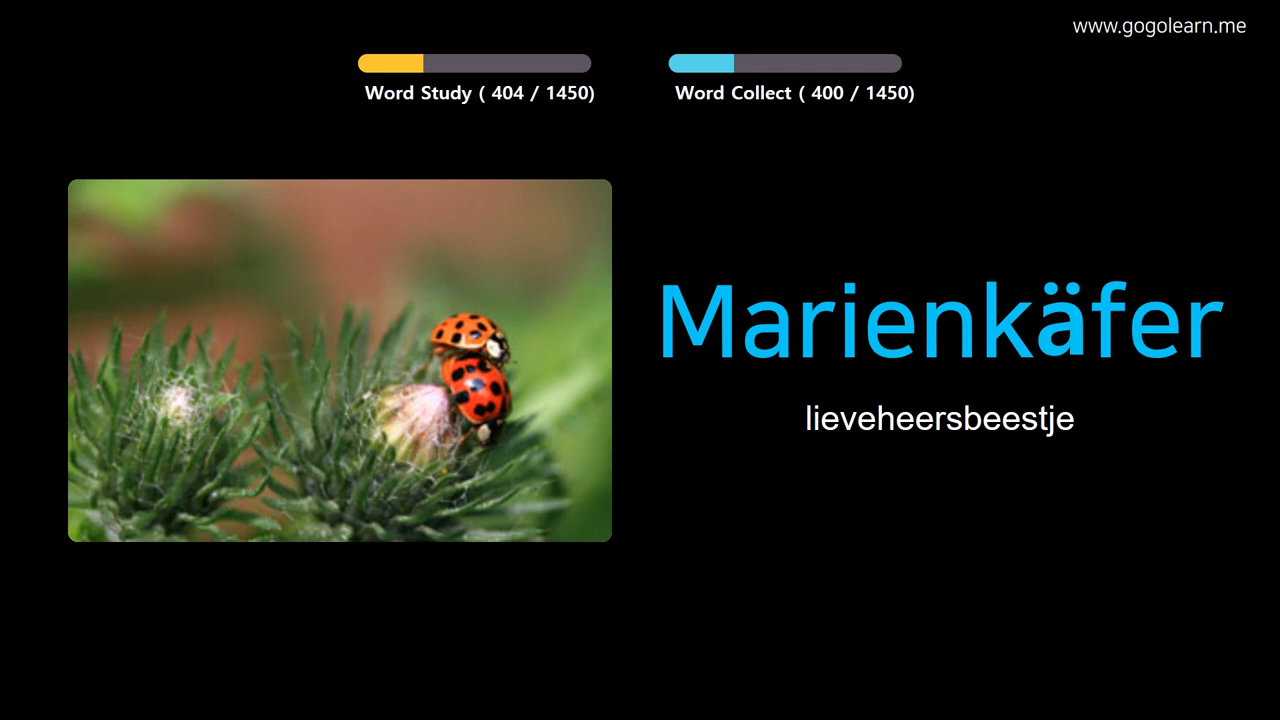 www.gogolearn.me
Word Study ( 404 / 1450)
Word Collect ( 400 / 1450)
Marienkäfer
lieveheersbeestje